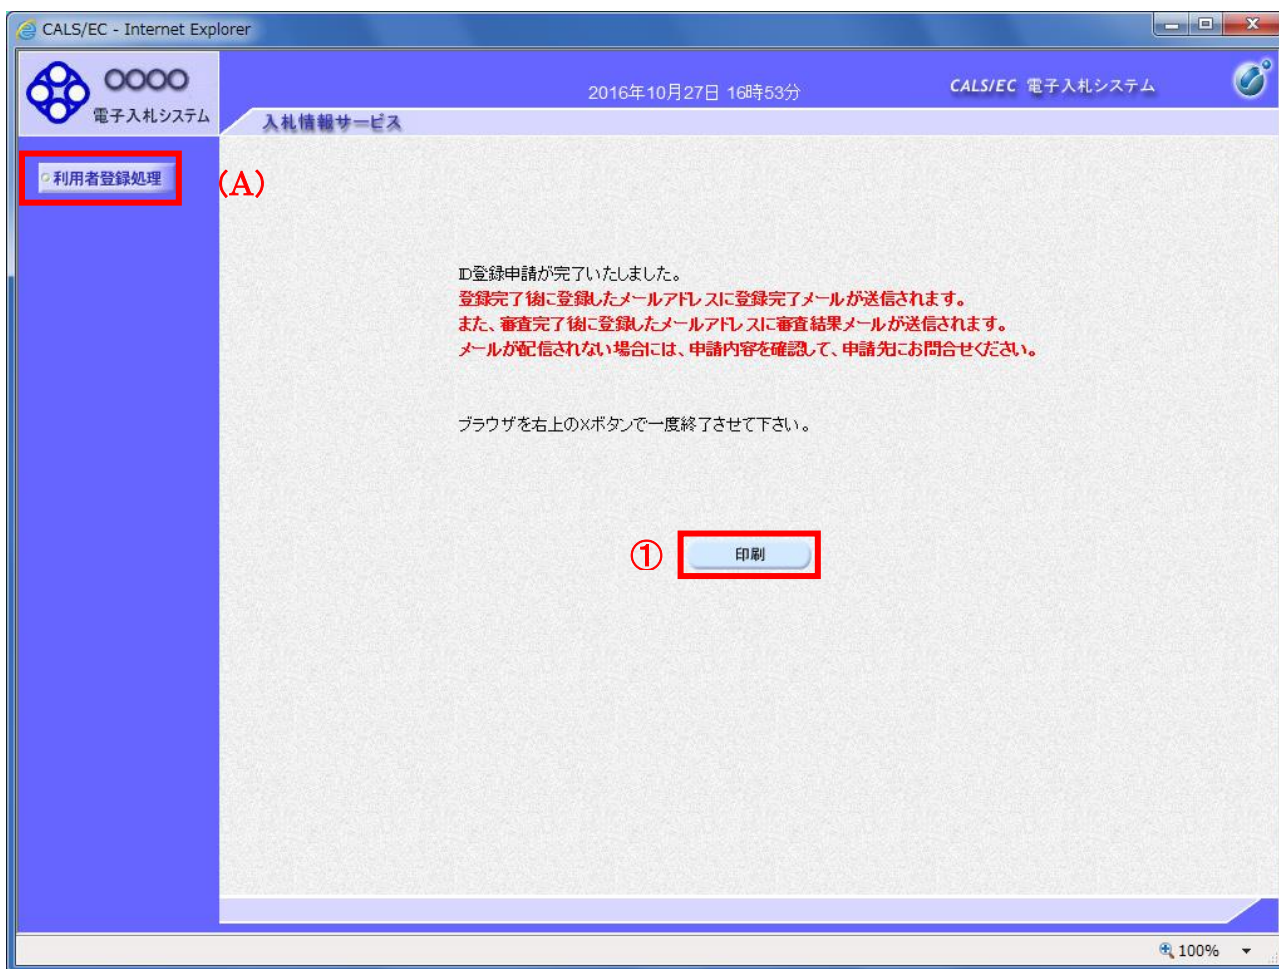 CALS/EC - Internet Explorer
〇〇〇〇
電子入札システム
2016年10月27日 16時53分
CALS/EC 電子入札システム
入札情報サービス
利用者登録処理
(A)
ID登録申請が完了いたしました。
登録完了後に登録したメールアドレスに登録完了メールが送信されます。
また、審査完了後に登録したメールアドレスに審査結果メールが送信されます。
メールが配信されない場合には、申請内容を確認して、申請先にお問合せください。
ブラウザを右上の×ボタンで一度終了させて下さい。
① 印刷
100%